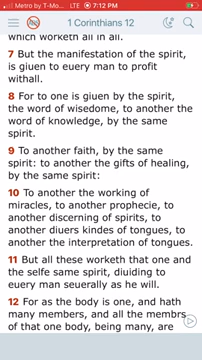 Metro by T-Mo... 7:12 PM
1 Corinthians 12
which worketh all in all.
7 But the manifestation of the spirit,
is giuen to euery man to profit
withall.
8 For to one is giuen by the spirit,
the word of wisedome, to another the
word of knowledge, by the same
spirit.
9 To another faith, by the same
spirit: to another the gifts of healing,
by the same spirit:
10 To another the working of
miracles, to another prophecie, to
another discerning of spirits, to
another diuers kindes of tongues, to
another the interpretation of tongues.
11 But all these worketh that one and
the selfe same spirit, diuiding to
euery man seuerally as he will.
12 For as the body is one, and hath
many members, and all the membrs
of that one body, being many, are